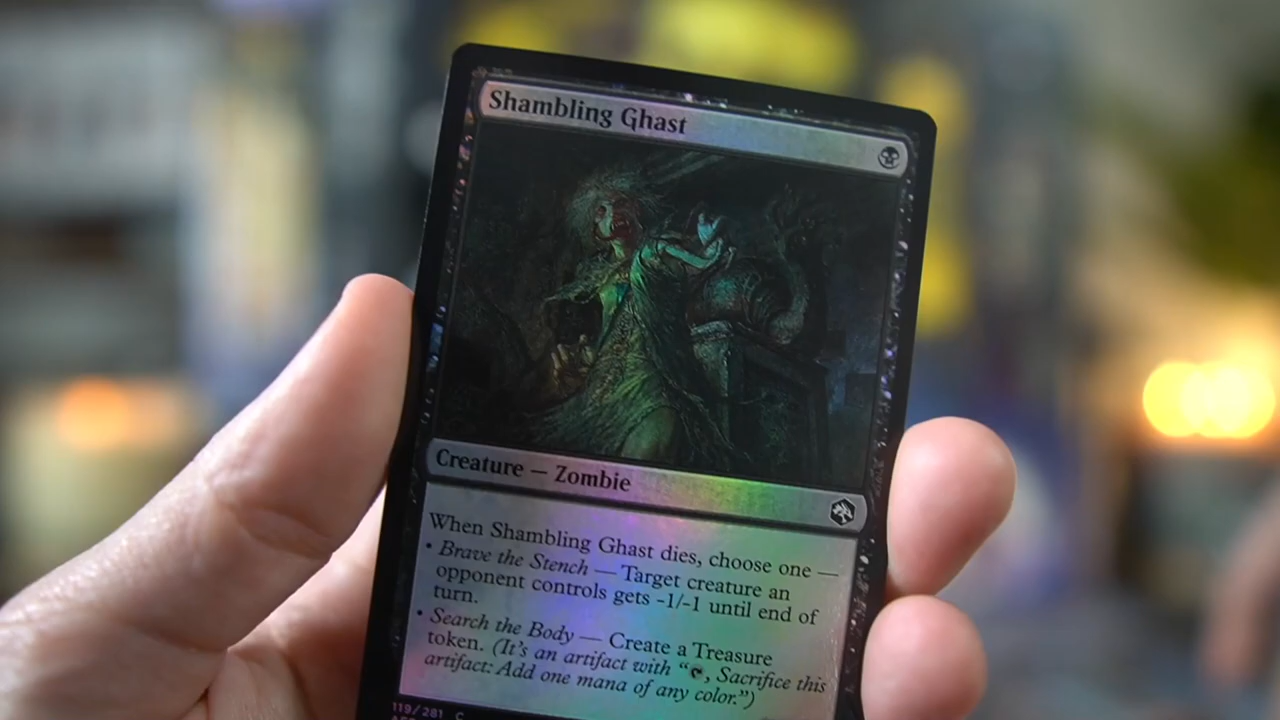 Shambling Ghast
Creature — Zombie
When Shambling Ghast dies, choose one —
• Brave the Stench — Target creature an
opponent controls gets -1/-1 until end of
turn.
• Search the Body — Create a Treasure
token. (It's an artifact with “, Sacrifice this
artifact: Add one mana of any color.”)
119/281 C